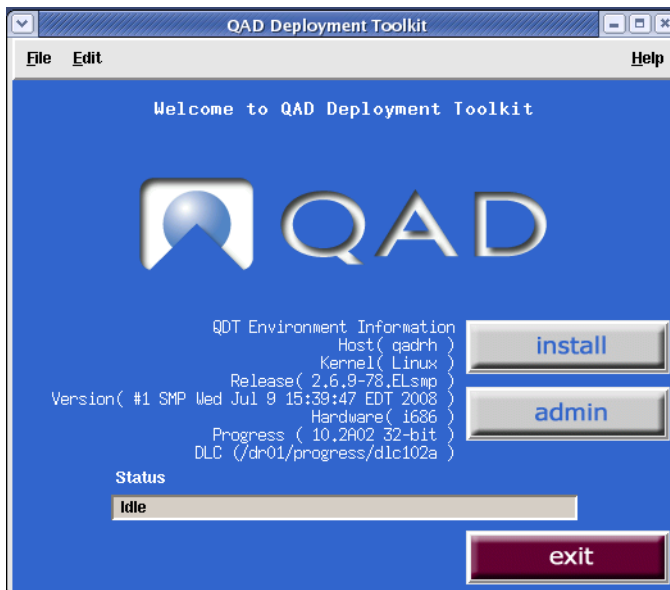 QAD Deployment Toolkit
File Edit Help
Welcome to QAD Deployment Toolkit
QAD
QDT Environment Information
Host( qadrh )
Kernel( Linux )
Release( 2.6.9-78.ELsmp )
Version( #1 SMP Wed Jul 9 15:39:47 EDT 2008 )
Hardware( i686 )
Progress ( 10.2A02 32-bit )
DLC (/dr01/progress/dlc102a )
install
admin
Status
Idle
exit